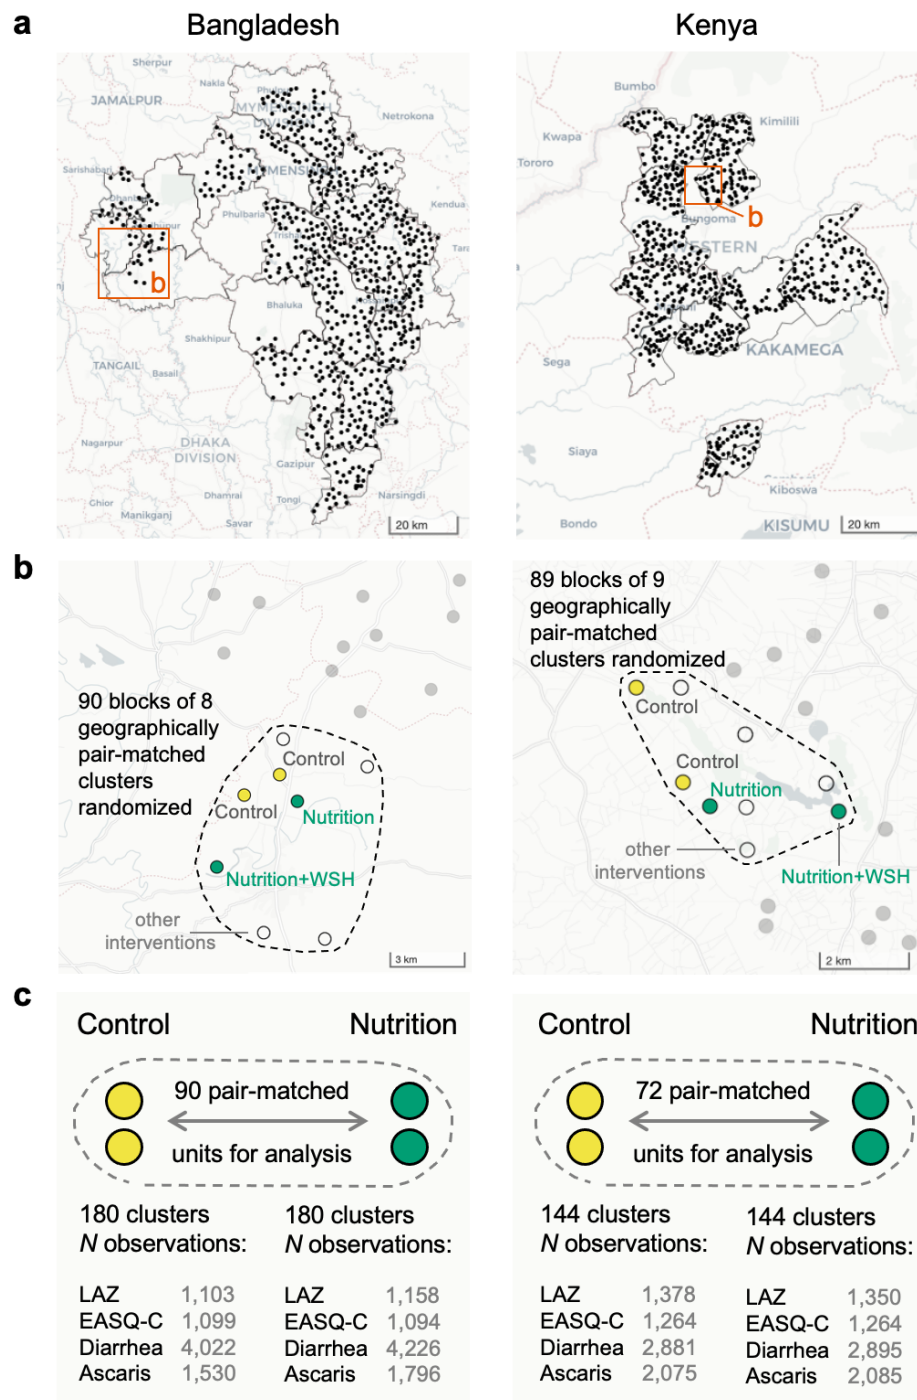 a
Bangladesh
Kenya
Sherpur
Nakla
JAMALPUR
Netrokona
MYMENSINGH
DIVISION
Sarishabari
MYMENSINGH
Phulbaria
Kendua
Trishal
b
Bhaluka
Shakhipur
TANGAIL
Basail
Nagarpur
DHAKA
DIVISION
Gazipur
Ghior
Dhamrai
Tongi
Narsingdi
Manikganj
Savar
20 km
Bumbo
Kimilili
Kwapa
Tororo
b
Bungoma
WESTERN
Sega
KAKAMEGA
Siaya
Kiboswa
Bondo
KISUMU
20 km
b
90 blocks of 8
geographically
pair-matched
clusters
randomized
Control
Control
Nutrition
Nutrition+WSH
other
interventions
3 km
89 blocks of 9
geographically
pair-matched
clusters randomized
Control
Control
Nutrition
other
interventions
Nutrition+WSH
2 km
c
Control Nutrition
90 pair-matched
units for analysis
180 clusters 180 clusters
N observations: N observations:
LAZ 1,103 LAZ 1,158
EASQ-C 1,099 EASQ-C 1,094
Diarrhea 4,022 Diarrhea 4,226
Ascaris 1,530 Ascaris 1,796
Control Nutrition
72 pair-matched
units for analysis
144 clusters 144 clusters
N observations: N observations:
LAZ 1,378 LAZ 1,350
EASQ-C 1,264 EASQ-C 1,264
Diarrhea 2,881 Diarrhea 2,895
Ascaris 2,075 Ascaris 2,085